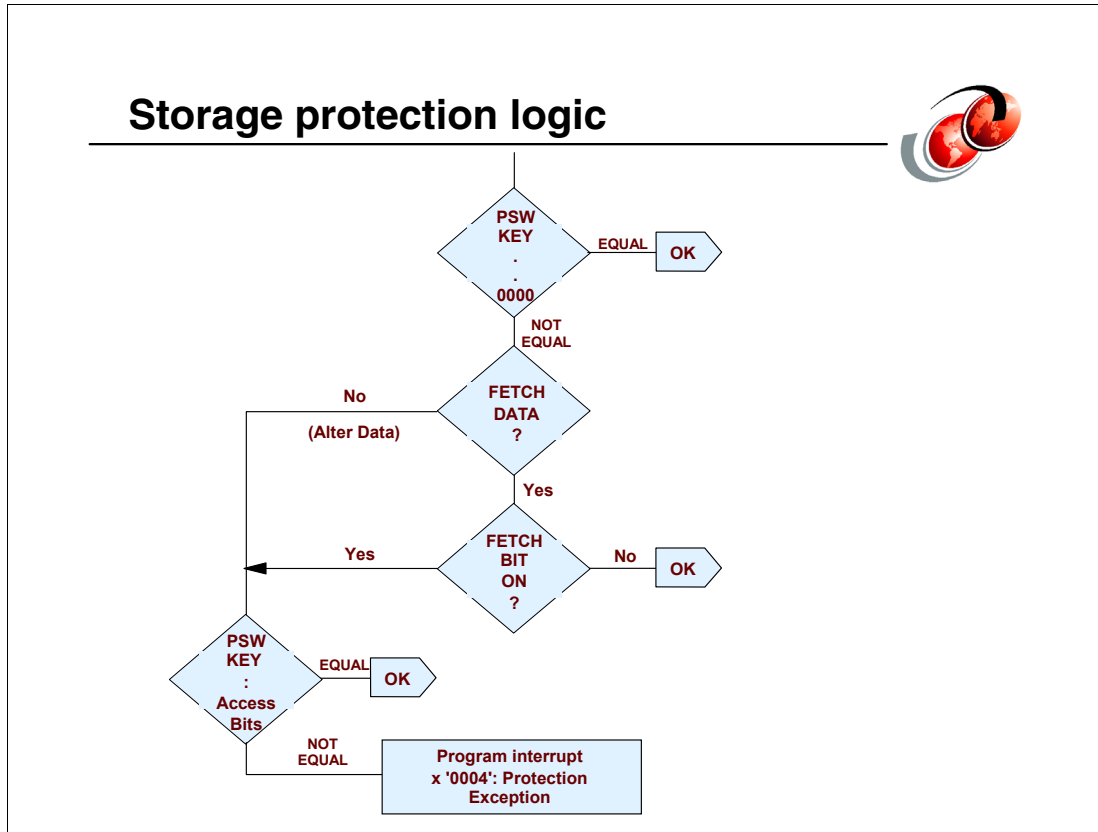 Storage protection logic
PSW
KEY
.
.
0000
EQUAL
OK
NOT
EQUAL
FETCH
DATA
?
No
(Alter Data)
Yes
FETCH
BIT
ON
?
Yes
No
OK
PSW
KEY
:
Access
Bits
EQUAL
OK
NOT
EQUAL
Program interrupt
x '0004': Protection
Exception